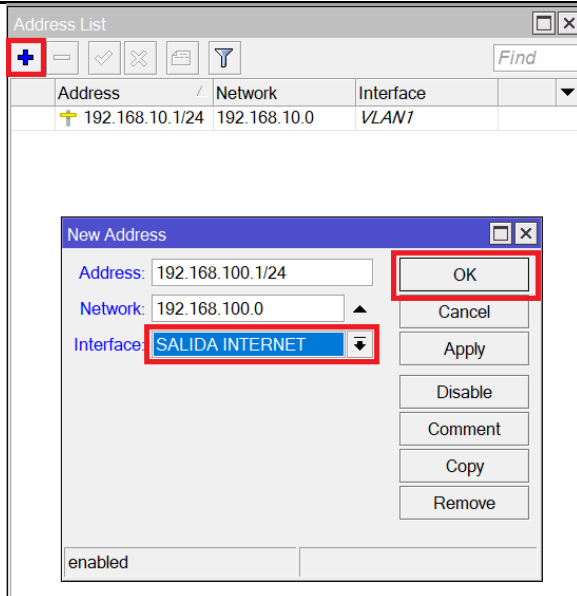 Address List
Find
Address Network Interface
192.168.10.1/24 192.168.10.0 VLAN1
New Address
Address: 192.168.100.1/24 OK
Network: 192.168.100.0 Cancel
Interface: SALIDA INTERNET Apply
Disable
Comment
Copy
Remove
enabled